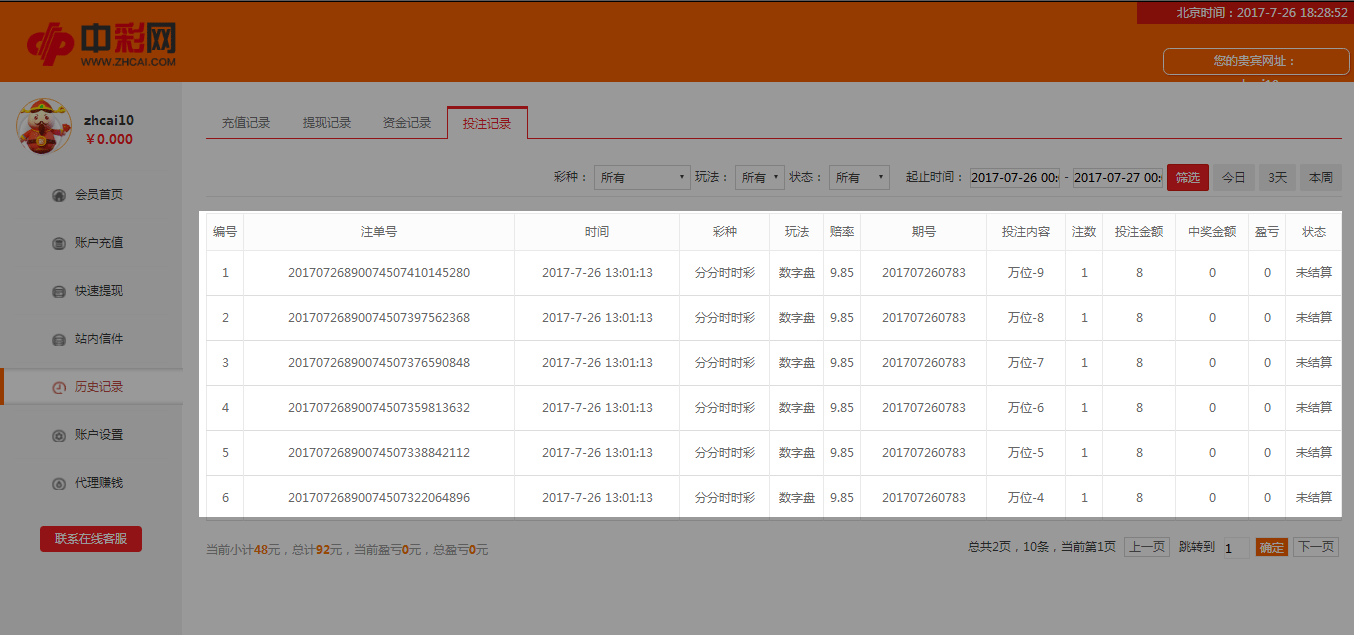 北京时间：2017-7-26 18:28:52
中彩网
WWW.ZHCAI.COM
您的贵宾网址：
zhcai10
￥0.000
会员首页
账户充值
快速提现
站内信件
历史记录
账户设置
代理赚钱
联系在线客服
充值记录 提现记录 资金记录 投注记录
彩种： 所有 玩法： 所有 状态： 所有 起止时间： 2017-07-26 00: - 2017-07-27 00: 筛选 今日 3天 本周
编号 注单号 时间 彩种 玩法 赔率 期号 投注内容 注数 投注金额 中奖金额 盈亏 状态
1 20170726890074507410145280 2017-7-26 13:01:13 分分时时彩 数字盘 9.85 201707260783 万位-9 1 8 0 0 未结算
2 20170726890074507397562368 2017-7-26 13:01:13 分分时时彩 数字盘 9.85 201707260783 万位-8 1 8 0 0 未结算
3 20170726890074507376590848 2017-7-26 13:01:13 分分时时彩 数字盘 9.85 201707260783 万位-7 1 8 0 0 未结算
4 20170726890074507359813632 2017-7-26 13:01:13 分分时时彩 数字盘 9.85 201707260783 万位-6 1 8 0 0 未结算
5 20170726890074507338842112 2017-7-26 13:01:13 分分时时彩 数字盘 9.85 201707260783 万位-5 1 8 0 0 未结算
6 20170726890074507322064896 2017-7-26 13:01:13 分分时时彩 数字盘 9.85 201707260783 万位-4 1 8 0 0 未结算
当前小计48元，总计92元，当前盈亏0元，总盈亏0元
总共2页，10条，当前第1页 上一页 跳转到 1 确定 下一页